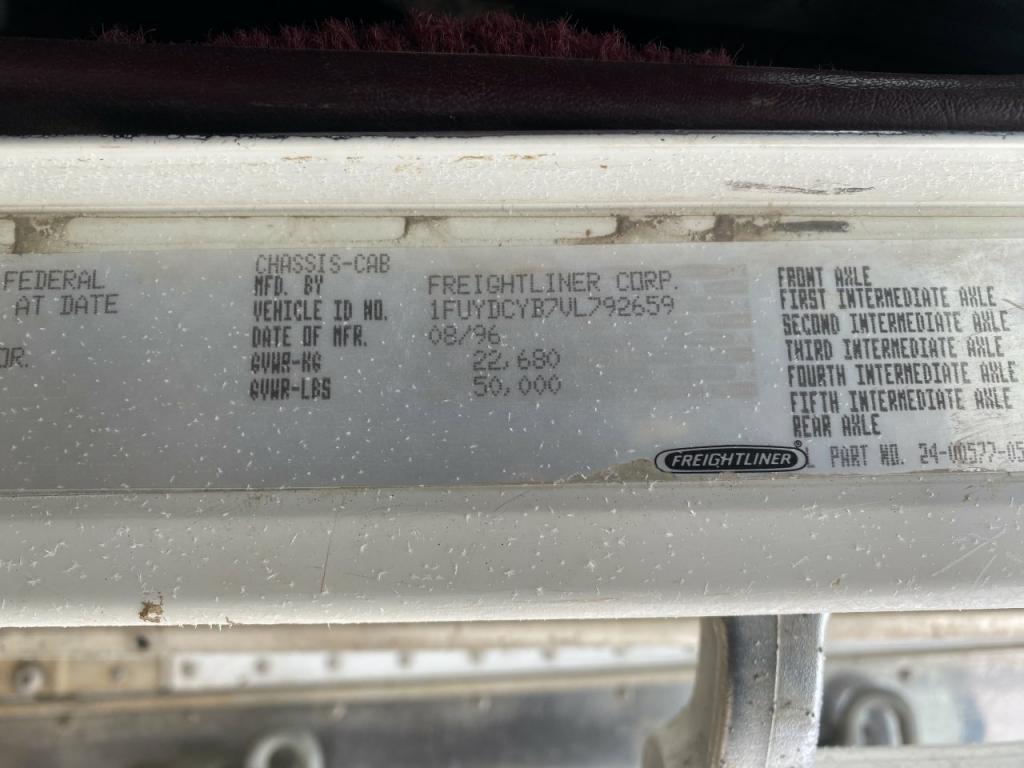 FEDERAL
AT DATE
OR.
CHASSIS-CAB
MFD. BY FREIGHTLINER CORP.
VEHICLE ID NO. 1FUYDCYB7VL792659
DATE OF MFR. 08/96
GVWR-KG 22,680
GVWR-LBS 50,000
FRONT AXLE
FIRST INTERMEDIATE AXLE
SECOND INTERMEDIATE AXLE
THIRD INTERMEDIATE AXLE
FOURTH INTERMEDIATE AXLE
FIFTH INTERMEDIATE AXLE
REAR AXLE
FREIGHTLINER®
PART NO. 24-00577-05